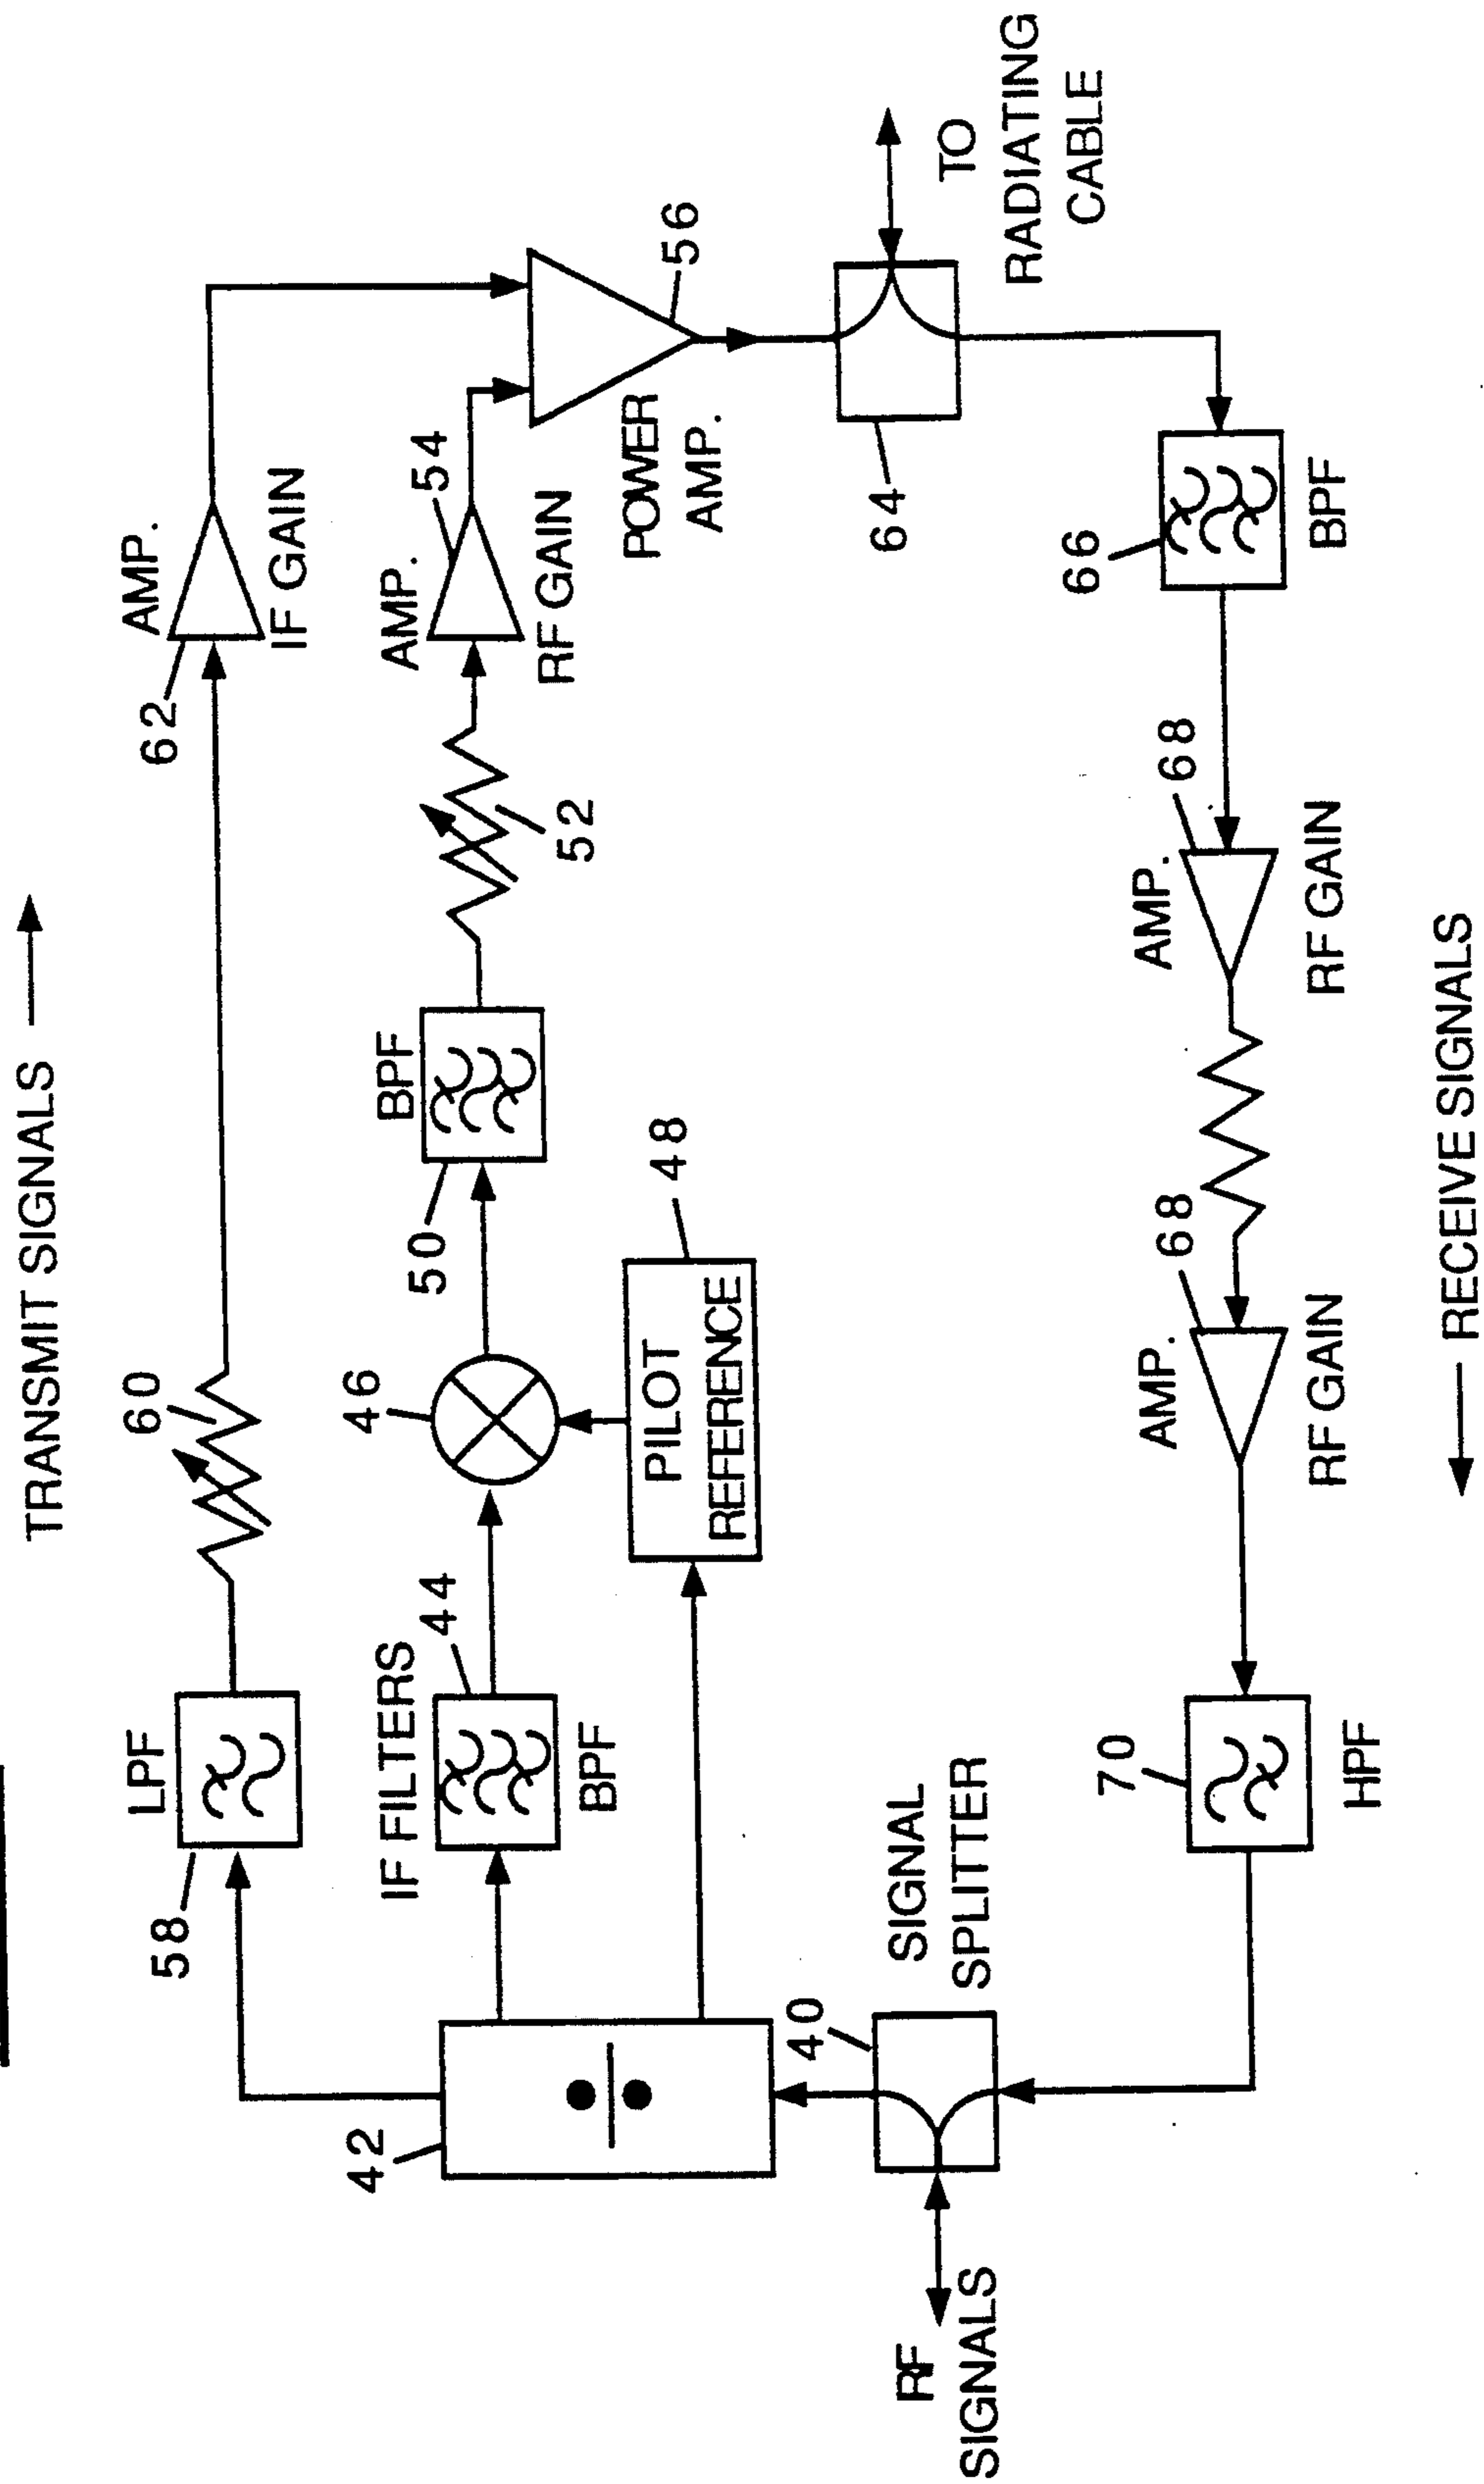 TRANSMIT SIGNALS
58
LPF
60
62
AMP.
IF GAIN
IF FILTERS
44
BPF
46
50
BPF
52
AMP.
54
RF GAIN
42
PILOT
REFERENCE
48
POWER
AMP.
56
RF
SIGNALS
40
SIGNAL
SPLITTER
64
TO
RADIATING
CABLE
70
HPF
AMP.
68
RF GAIN
AMP.
68
RF GAIN
66
BPF
RECEIVE SIGNALS